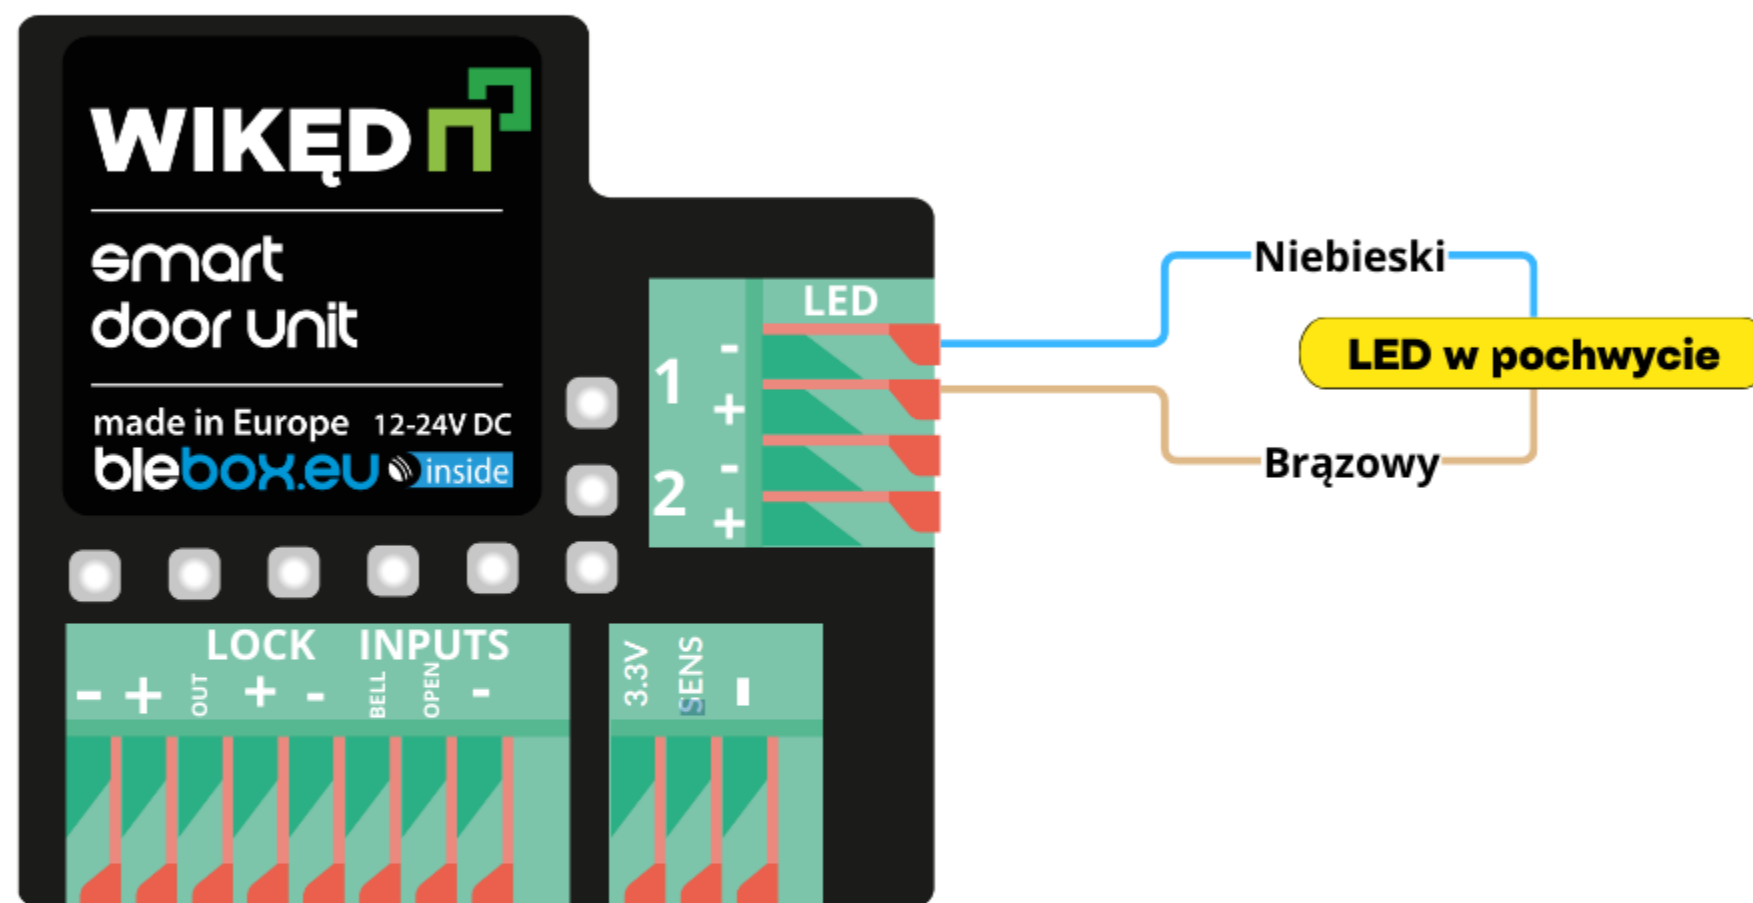 WIKĘD
smart
door unit
made in Europe 12-24V DC
blebox.eu inside
LED
1 -
+
2 -
+
Niebieski
LED w pochwycie
Brązowy
LOCK INPUTS
- + OUT + - BELL OPEN -
3.3V SENS -